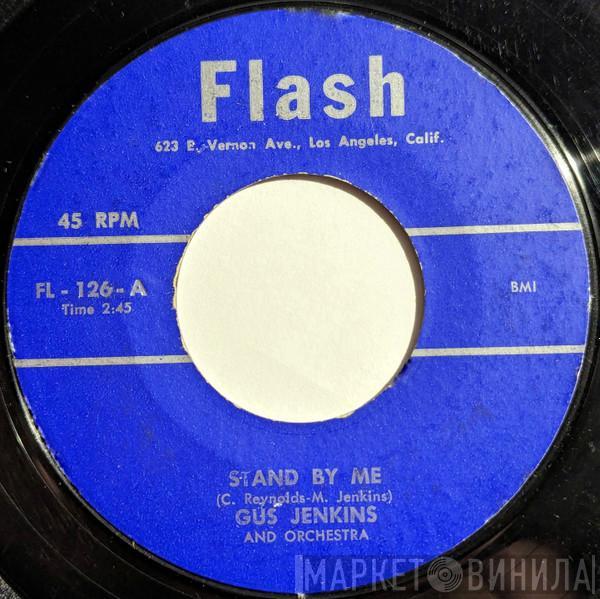 Flash
623 E. Vernon Ave., Los Angeles, Calif.
45 RPM
FL - 126 - A
Time 2:45
BMI
STAND BY ME
(C. Reynolds-M. Jenkins)
GUS JENKINS
AND ORCHESTRA
МАРКЕТ ВИНИЛА